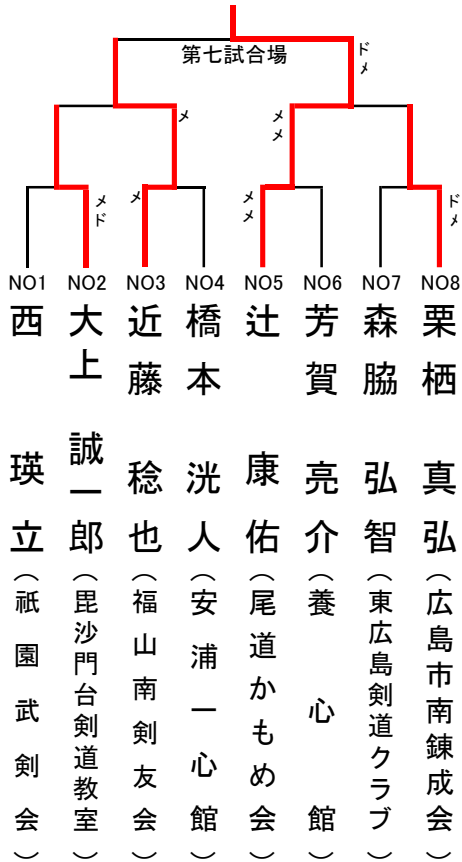 第七試合場
ド
メ
メ
メ
メ
メ
ド
メ
メ
メ
ド
メ
NO1
NO2
NO3
NO4
NO5
NO6
NO7
NO8
西 瑛立(祇園武剣会)
大上 誠一郎(毘沙門台剣道教室)
近藤 稔也(福山南剣友会)
橋本 洸人(安浦一心館)
辻 康佑(尾道かもめ会)
芳賀 亮介(養心館)
森脇 弘智(東広島剣道クラブ)
栗栖 真弘(広島市南錬成会)